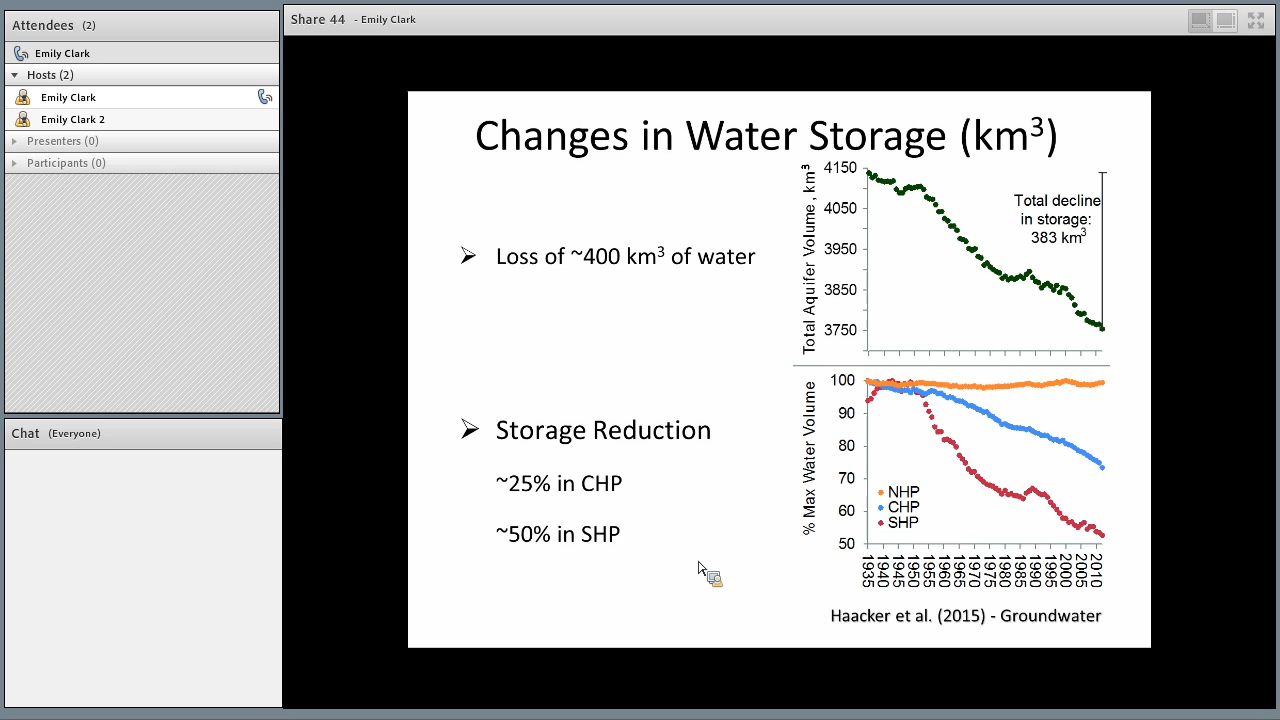 Attendees (2)
Emily Clark
Hosts (2)
Emily Clark
Emily Clark 2
Presenters (0)
Participants (0)
Chat (Everyone)
Share 44 - Emily Clark
Changes in Water Storage (km³)
Loss of ~400 km³ of water
Storage Reduction
~25% in CHP
~50% in SHP
Total Aquifer Volume , km³
4150
4050
3950
3850
3750
Total decline
in storage:
383 km³
% Max Water Volume
100
90
80
70
60
50
NHP
CHP
SHP
1935 1940 1945 1950 1955 1960 1965 1970 1975 1980 1985 1990 1995 2000 2005 2010
Haacker et al. (2015) - Groundwater